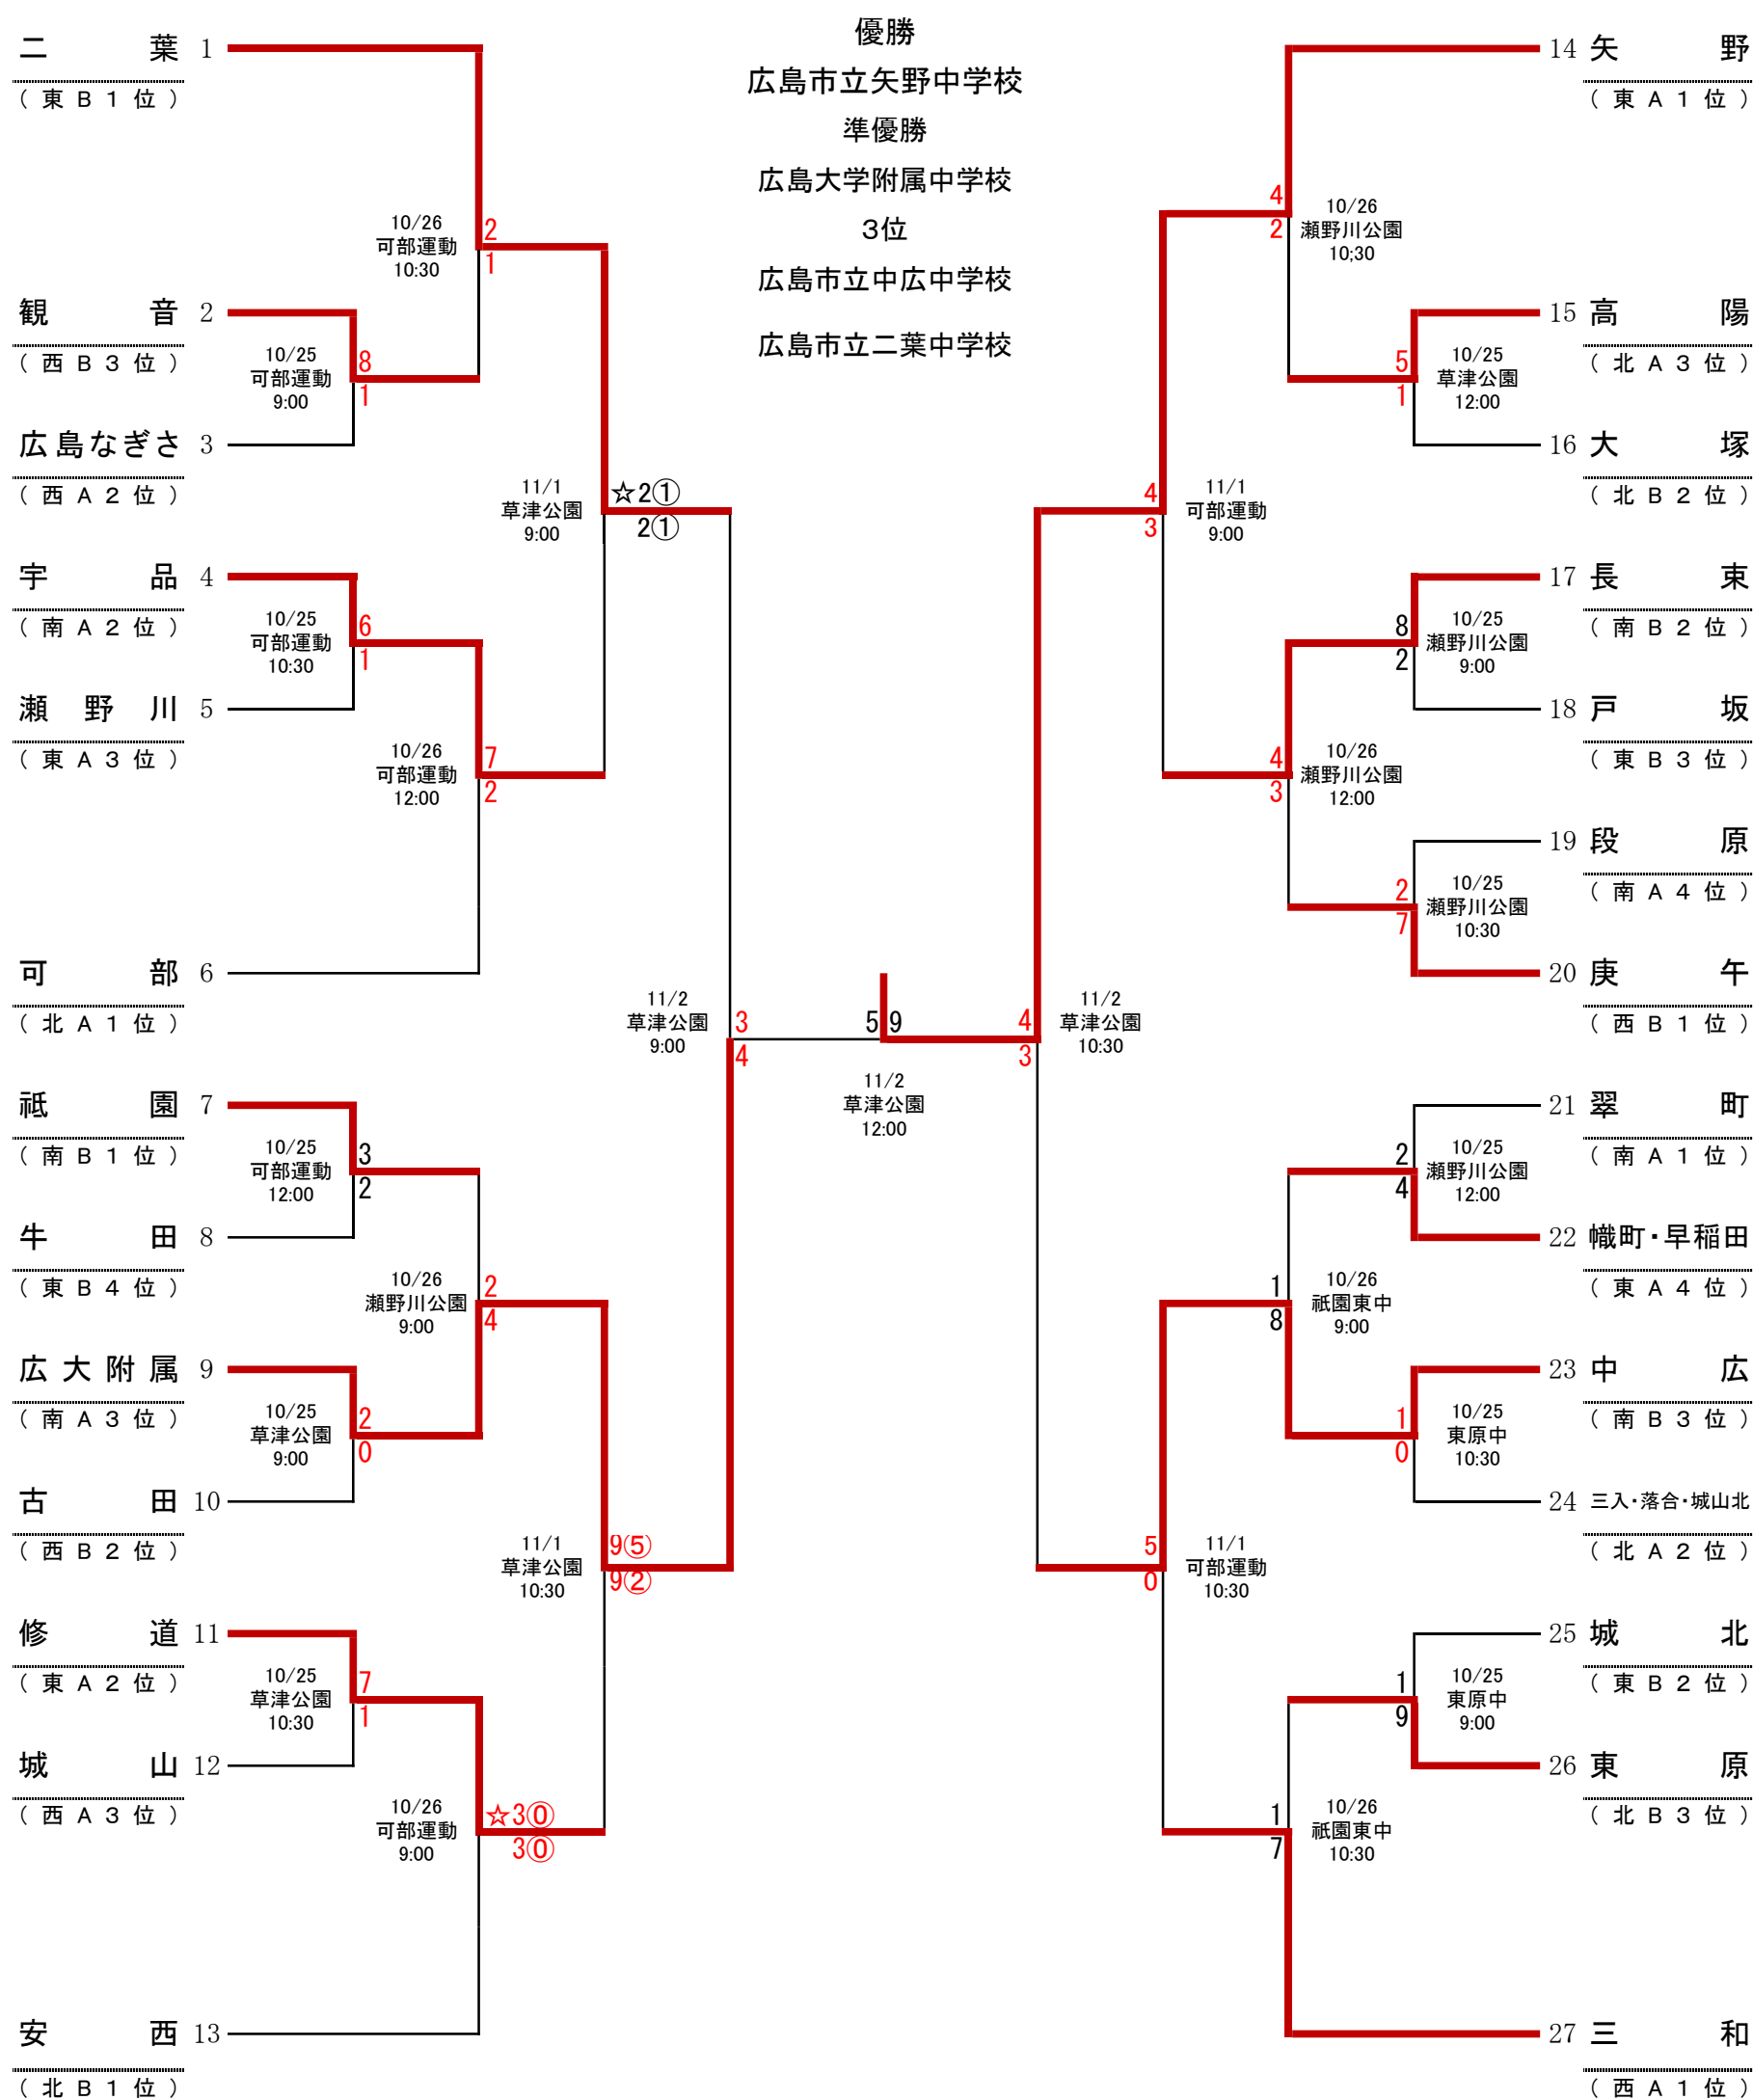 優勝
広島市立矢野中学校
準優勝
広島大学附属中学校
3位
広島市立中広中学校
広島市立二葉中学校
二葉 1
(東B1位)
10/26
可部運動
10:30
2
1
観音 2
(西B3位)
10/25
可部運動
9:00
8
1
広島なぎさ 3
(西A2位)
11/1
草津公園
9:00
☆2①
2①
宇品 4
(南A2位)
10/25
可部運動
10:30
6
1
瀬野川 5
(東A3位)
10/26
可部運動
12:00
7
2
可部 6
(北A1位)
11/2
草津公園
9:00
3
4
祇園 7
(南B1位)
10/25
可部運動
12:00
3
2
牛田 8
(東B4位)
10/26
瀬野川公園
9:00
2
4
広大附属 9
(南A3位)
10/25
草津公園
9:00
2
0
古田 10
(西B2位)
11/1
草津公園
10:30
9⑤
9②
修道 11
(東A2位)
10/25
草津公園
10:30
7
1
城山 12
(西A3位)
10/26
可部運動
9:00
☆3⓪
3⓪
安西 13
(北B1位)
5 9
11/2
草津公園
12:00
14 矢野
(東A1位)
4
2
10/26
瀬野川公園
10;30
15 高陽
(北A3位)
5
1
10/25
草津公園
12:00
16 大塚
(北B2位)
4
3
11/1
可部運動
9:00
17 長束
(南B2位)
8
2
10/25
瀬野川公園
9:00
18 戸坂
(東B3位)
4
3
10/26
瀬野川公園
12:00
19 段原
(南A4位)
2
7
10/25
瀬野川公園
10:30
20 庚午
(西B1位)
4
3
11/2
草津公園
10:30
21 翠町
(南A1位)
2
4
10/25
瀬野川公園
12:00
22 幟町・早稲田
(東A4位)
1
8
10/26
祇園東中
9:00
23 中広
(南B3位)
1
0
10/25
東原中
10:30
24 三入・落合・城山北
(北A2位)
5
0
11/1
可部運動
10:30
25 城北
(東B2位)
1
9
10/25
東原中
9:00
26 東原
(北B3位)
1
7
10/26
祇園東中
10:30
27 三和
(西A1位)